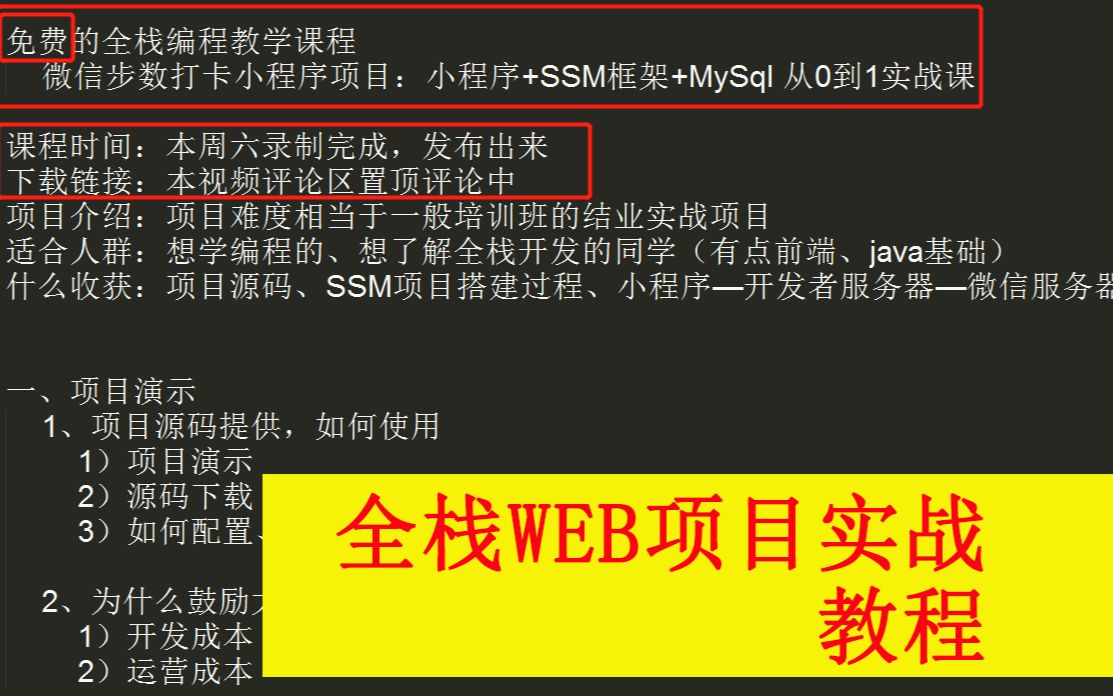 免费的全栈编程教学课程
微信步数打卡小程序项目：小程序+SSM框架+MySql 从0到1实战课
课程时间：本周六录制完成，发布出来
下载链接：本视频评论区置顶评论中
项目介绍：项目难度相当于一般培训班的结业实战项目
适合人群：想学编程的、想了解全栈开发的同学（有点前端、java基础）
什么收获：项目源码、SSM项目搭建过程、小程序—开发者服务器—微信服务器
一、项目演示
1、项目源码提供，如何使用
1）项目演示
2）源码下载
3）如何配置、
2、为什么鼓励
1）开发成本
2）运营成本
全栈WEB项目实战
教程